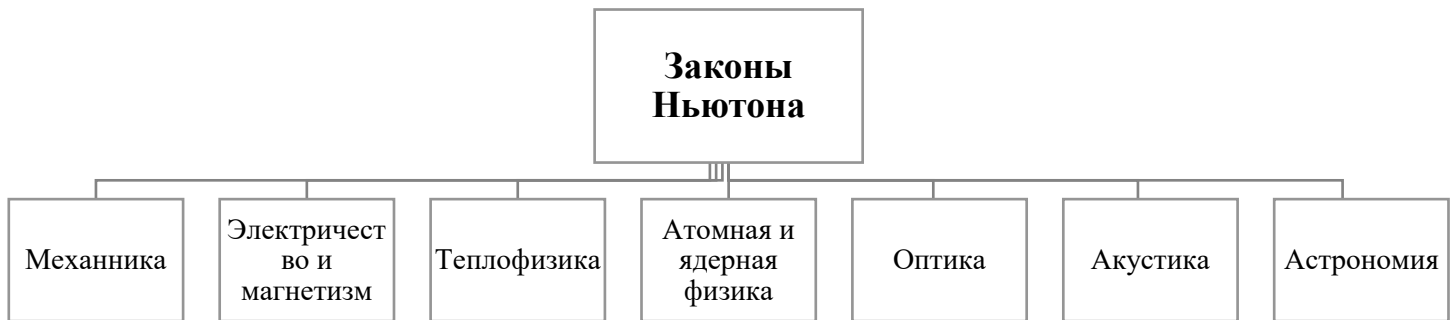 Законы
Ньютона
Механника
Электричест
во и
магнетизм
Теплофизика
Атомная и
ядерная
физика
Оптика
Акустика
Астрономия